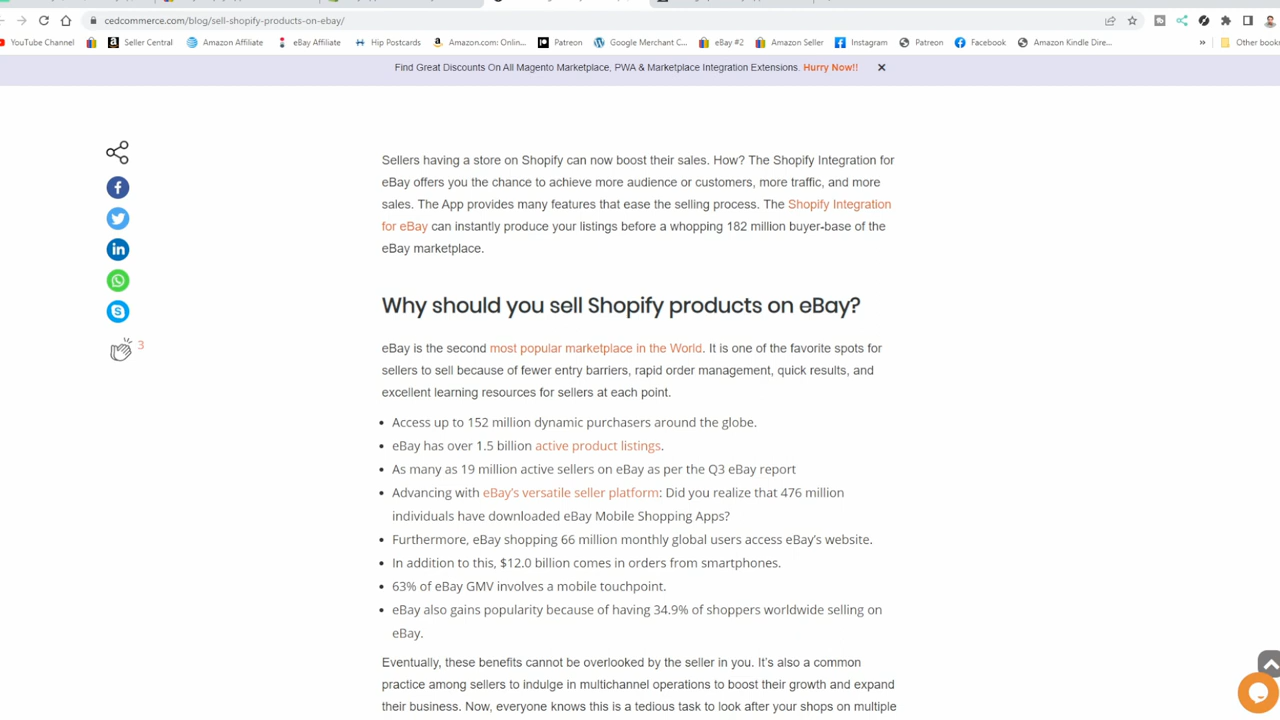 cedcommerce.com/blog/sell-shopify-products-on-ebay/
YouTube Channel Seller Central Amazon Affiliate eBay Affiliate Hip Postcards Amazon.com: Onlin... Patreon Google Merchant C... eBay #2 Amazon Seller Instagram Patreon Facebook Amazon Kindle Dire... » Other book
Find Great Discounts On All Magento Marketplace, PWA & Marketplace Integration Extensions. Hurry Now!!
Sellers having a store on Shopify can now boost their sales. How? The Shopify Integration for
eBay offers you the chance to achieve more audience or customers, more traffic, and more
sales. The App provides many features that ease the selling process. The Shopify Integration
for eBay can instantly produce your listings before a whopping 182 million buyer-base of the
eBay marketplace.
Why should you sell Shopify products on eBay?
3
eBay is the second most popular marketplace in the World. It is one of the favorite spots for
sellers to sell because of fewer entry barriers, rapid order management, quick results, and
excellent learning resources for sellers at each point.
• Access up to 152 million dynamic purchasers around the globe.
• eBay has over 1.5 billion active product listings.
• As many as 19 million active sellers on eBay as per the Q3 eBay report
• Advancing with eBay's versatile seller platform: Did you realize that 476 million
individuals have downloaded eBay Mobile Shopping Apps?
• Furthermore, eBay shopping 66 million monthly global users access eBay's website.
• In addition to this, $12.0 billion comes in orders from smartphones.
• 63% of eBay GMV involves a mobile touchpoint.
• eBay also gains popularity because of having 34.9% of shoppers worldwide selling on
eBay.
Eventually, these benefits cannot be overlooked by the seller in you. It's also a common
practice among sellers to indulge in multichannel operations to boost their growth and expand
their business. Now, everyone knows this is a tedious task to look after your shops on multiple